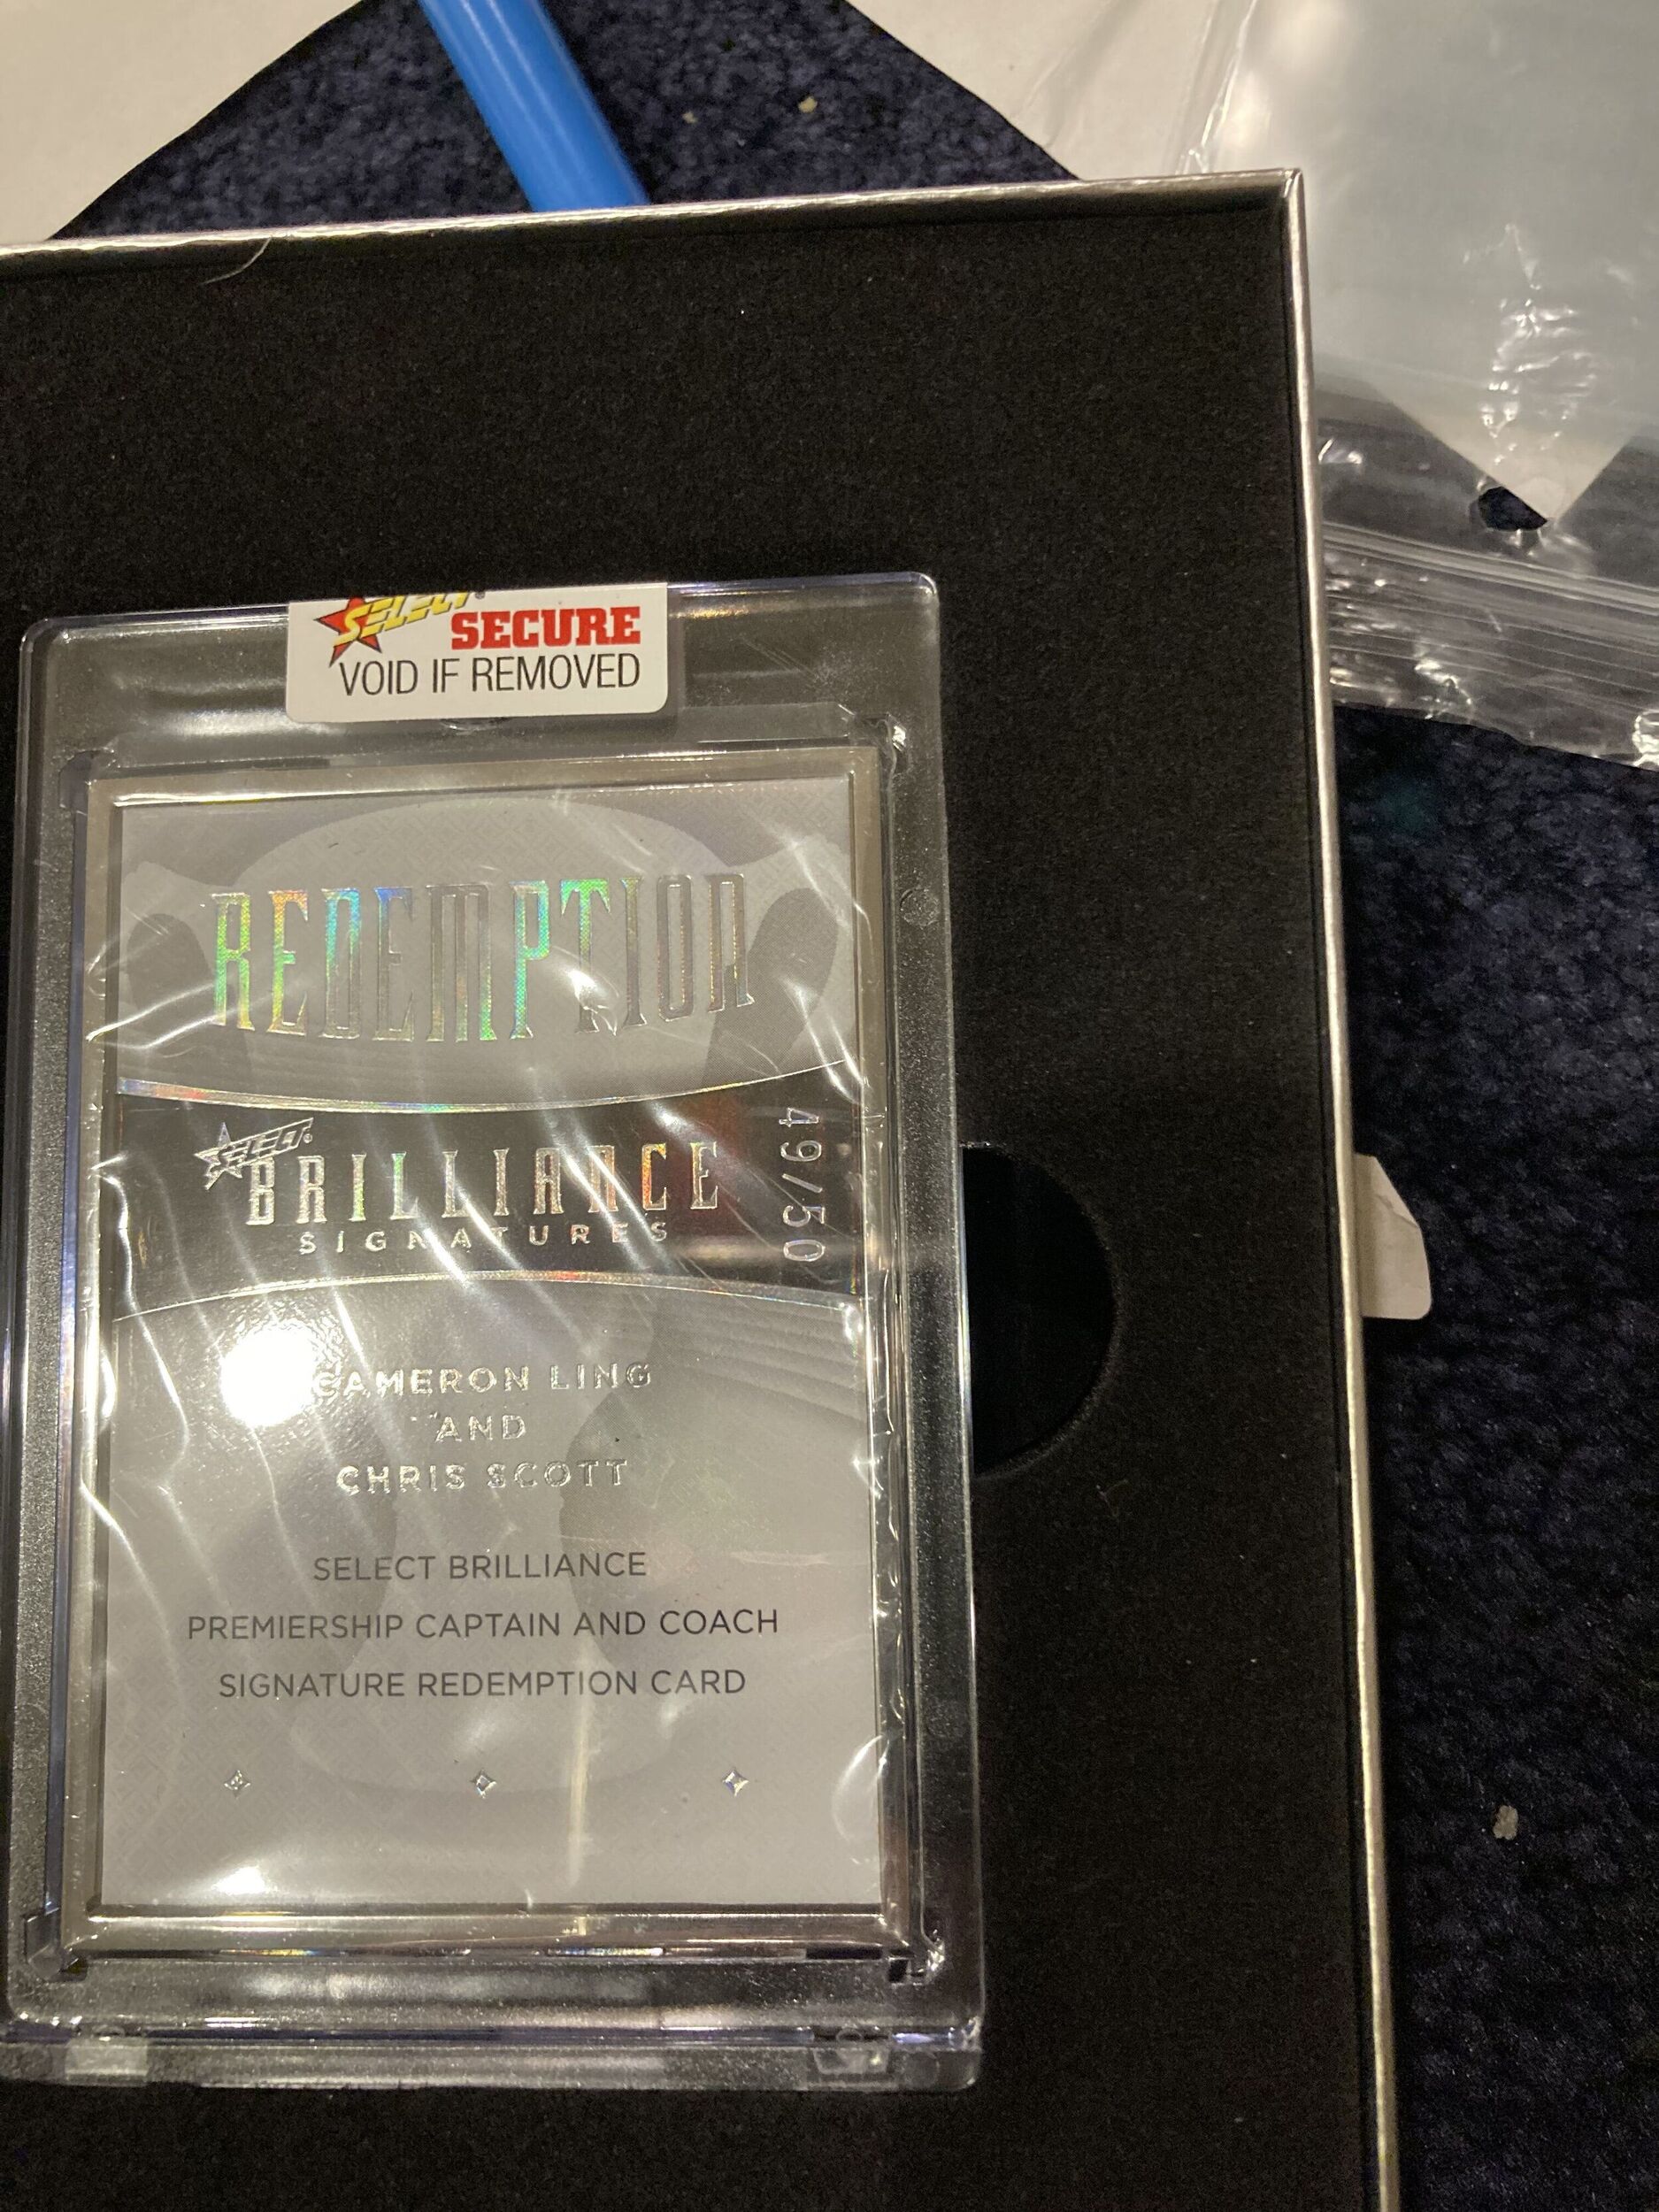 SELECT®
SECURE
VOID IF REMOVED
REDEMPTION
SELECT.
BRILLIANCE
SIGNATURES
49/50
CAMERON LING
AND
CHRIS SCOTT
SELECT BRILLIANCE
PREMIERSHIP CAPTAIN AND COACH
SIGNATURE REDEMPTION CARD